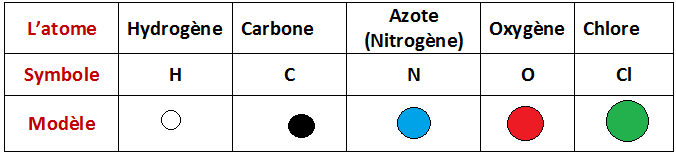 L'atome Hydrogène Carbone Azote (Nitrogène) Oxygène Chlore
Symbole H C N O Cl
Modèle